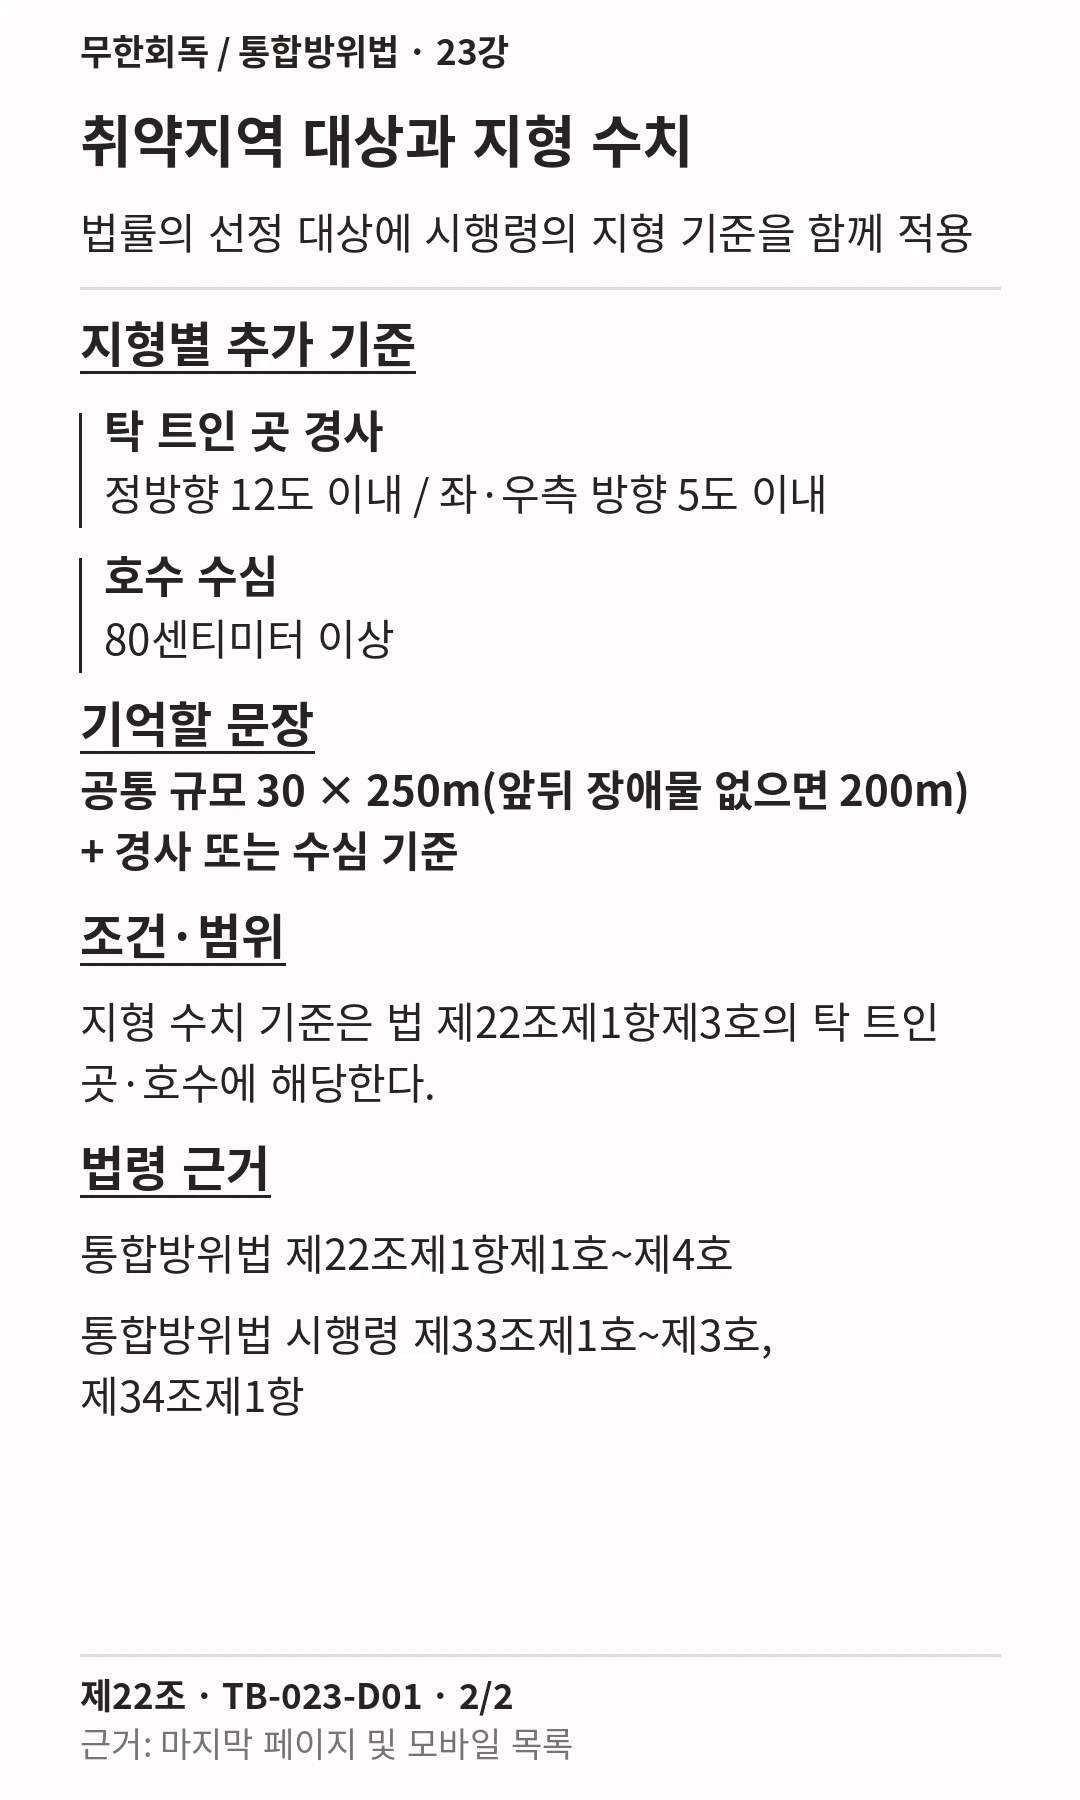 무한회독 / 통합방위법 · 23강
취약지역 대상과 지형 수치
법률의 선정 대상에 시행령의 지형 기준을 함께 적용
지형별 추가 기준
탁 트인 곳 경사
정방향 12도 이내 / 좌·우측 방향 5도 이내
호수 수심
80센티미터 이상
기억할 문장
공통 규모 30 × 250m(앞뒤 장애물 없으면 200m)
+ 경사 또는 수심 기준
조건·범위
지형 수치 기준은 법 제22조제1항제3호의 탁 트인
곳·호수에 해당한다.
법령 근거
통합방위법 제22조제1항제1호~제4호
통합방위법 시행령 제33조제1호~제3호,
제34조제1항
제22조 · TB-023-D01 · 2/2
근거: 마지막 페이지 및 모바일 목록